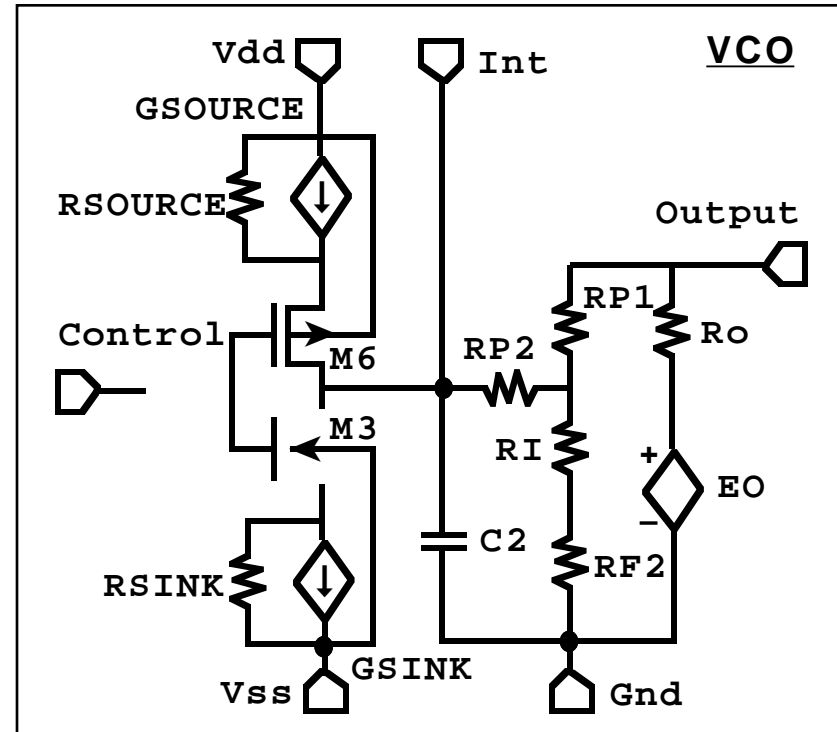 VCO
Vdd
Int
GSOURCE
RSOURCE
Output
RP1
Control
Ro
RP2
M6
M3
RI
+
EO
−
C2
RSINK
RF2
GSINK
Vss
Gnd